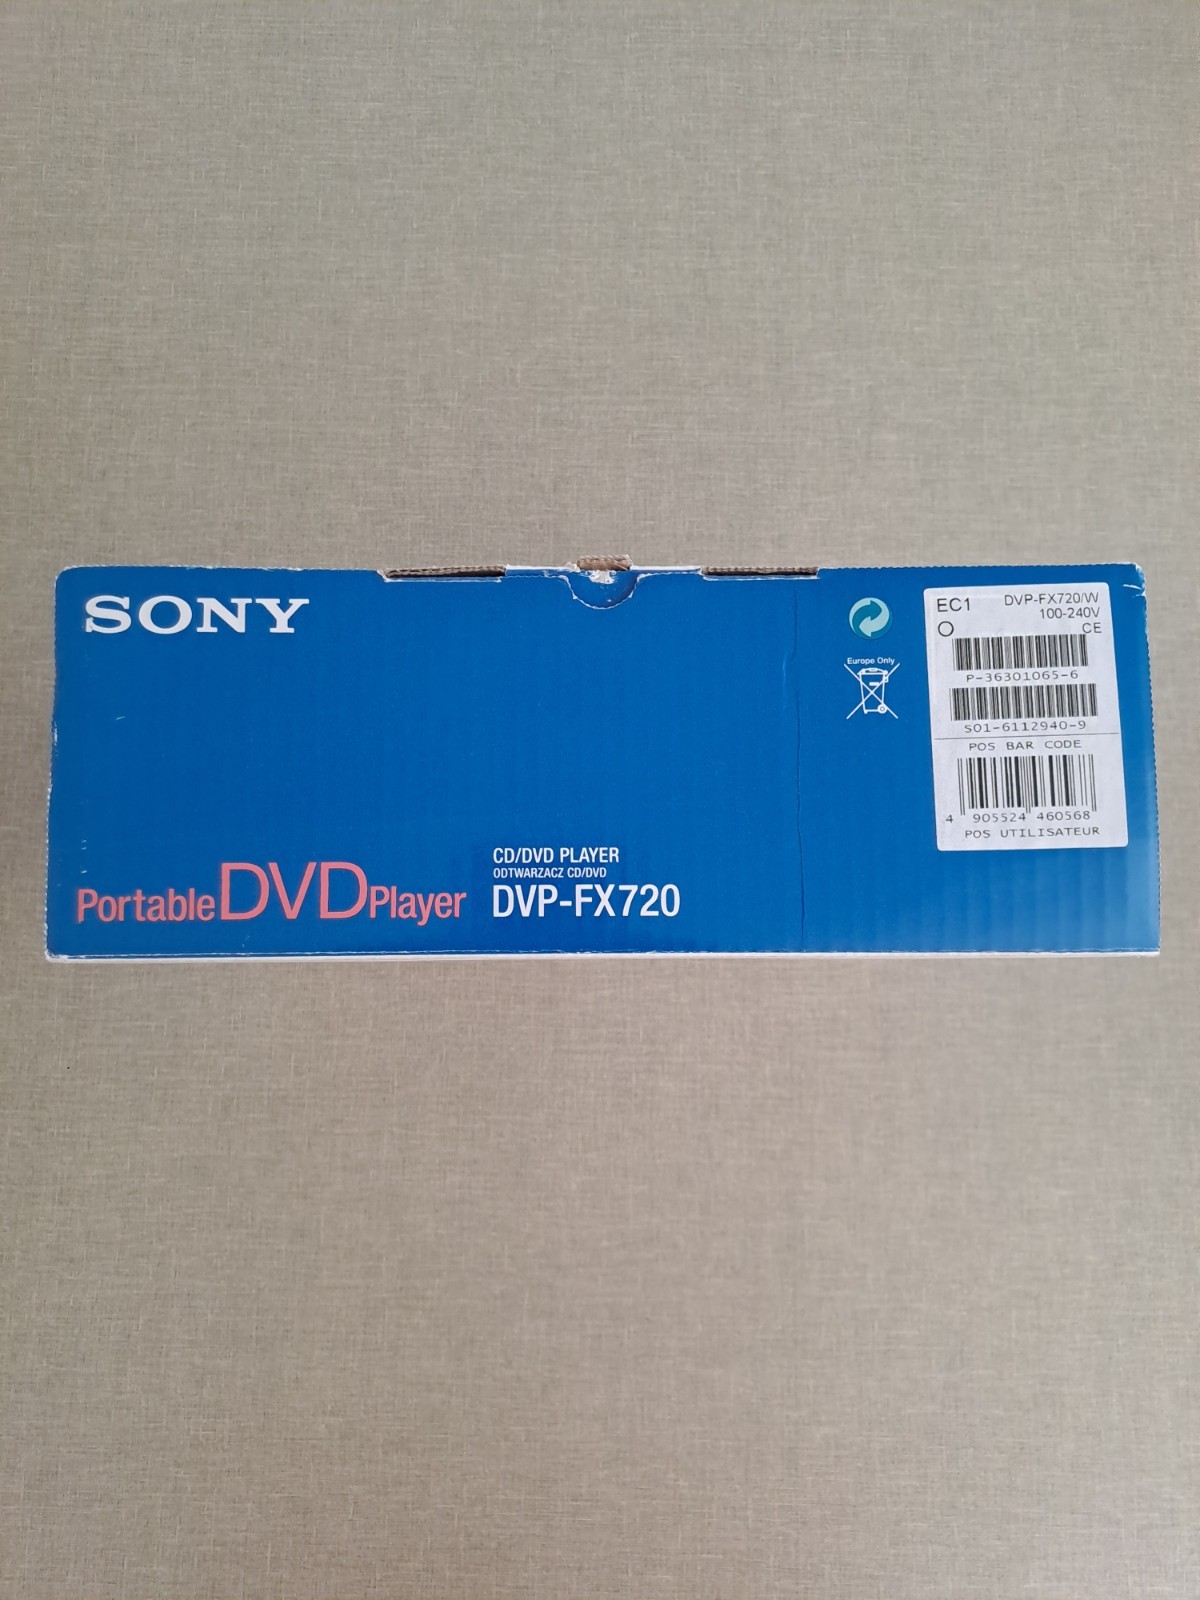 SONY
Europe Only
EC1 DVP-FX720/W
100-240V
CE
P-36301065-6
S01-6112940-9
POS BAR CODE
4 905524 460568
POS UTILISATEUR
Portable DVD Player
CD/DVD PLAYER
ODTWARZACZ CD/DVD
DVP-FX720